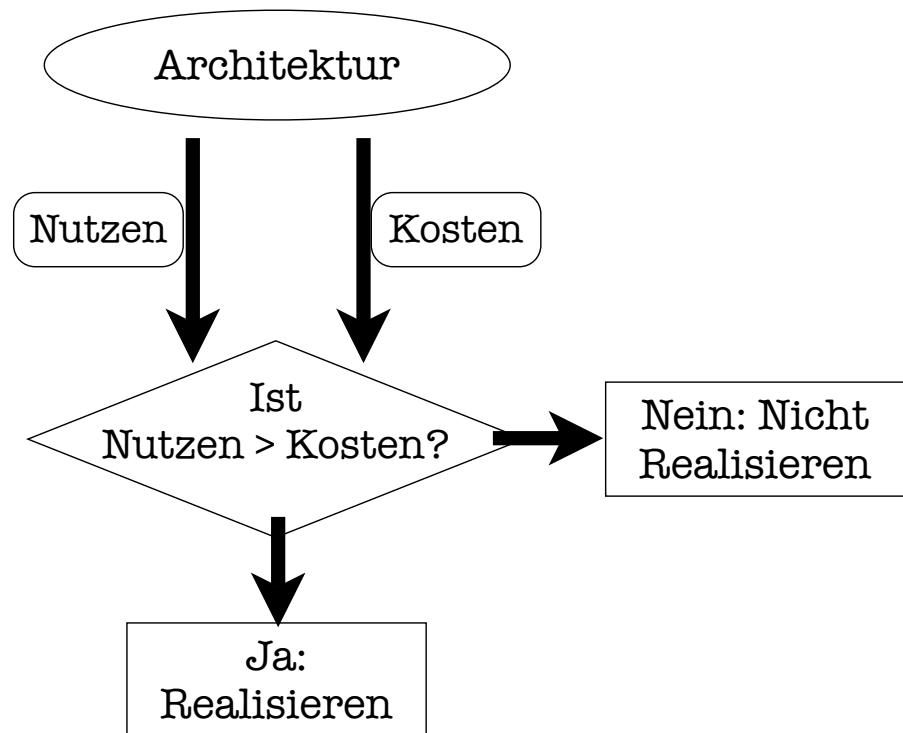 Architektur
Nutzen
Kosten
Ist
Nutzen > Kosten?
Nein: Nicht
Realisieren
Ja:
Realisieren